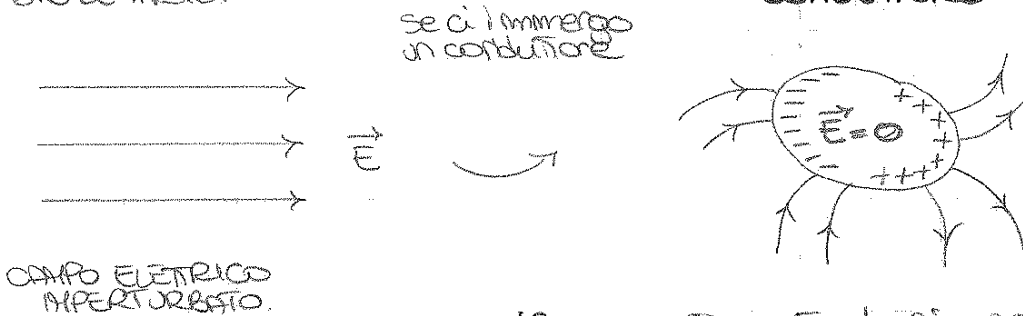 se ci immergo
un conduttore
E
E = 0
CAMPO ELETTRICO
IMPERTURBATO.